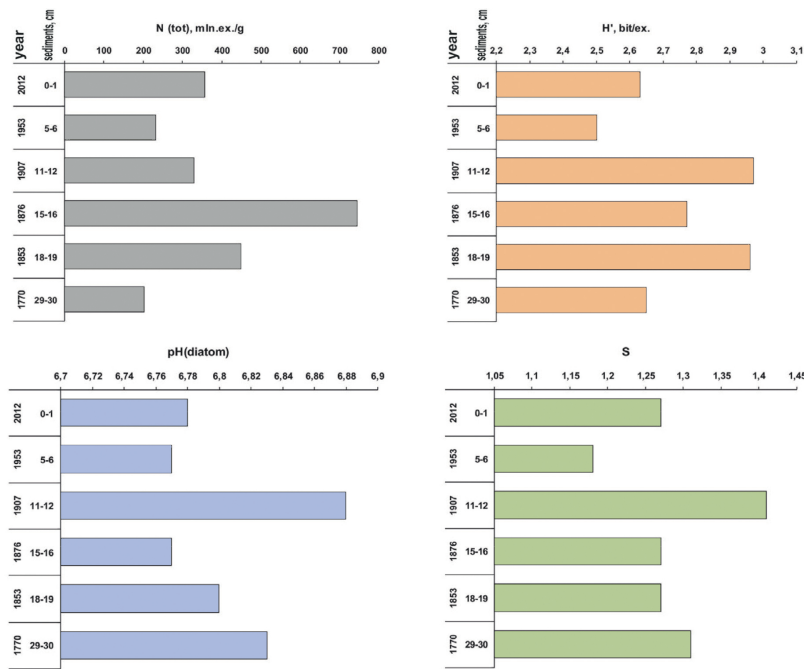 N (tot), mln.ex./g
year
sediments, cm
0 100 200 300 400 500 600 700 800
2012 0-1
1953 5-6
1907 11-12
1876 15-16
1853 18-19
1770 29-30
H', bit/ex.
year
sediments, cm
2,2 2,3 2,4 2,5 2,6 2,7 2,8 2,9 3 3,1
2012 0-1
1953 5-6
1907 11-12
1876 15-16
1853 18-19
1770 29-30
pH(diatom)
6,7 6,72 6,74 6,76 6,78 6,8 6,82 6,84 6,86 6,88 6,9
2012 0-1
1953 5-6
1907 11-12
1876 15-16
1853 18-19
1770 29-30
S
1,05 1,1 1,15 1,2 1,25 1,3 1,35 1,4 1,45
2012 0-1
1953 5-6
1907 11-12
1876 15-16
1853 18-19
1770 29-30